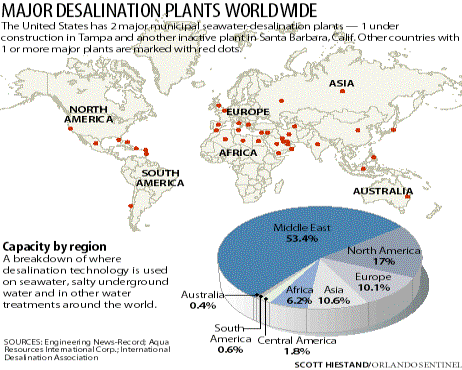 MAJOR DESALINATION PLANTS WORLDWIDE
The United States has 2 major municipal seawater-desalination plants — 1 under
construction in Tampa and another inactive plant in Santa Barbara, Calif. Other countries with
1 or more major plants are marked with red dots.
ASIA
NORTH
AMERICA
EUROPE
AFRICA
SOUTH
AMERICA
AUSTRALIA
Capacity by region
A breakdown of where
desalination technology is used
on seawater, salty underground
water and in other water
treatments around the world.
Middle East
53.4%
North America
17%
Europe
10.1%
Asia
10.6%
Africa
6.2%
Australia
0.4%
South
America
0.6%
Central America
1.8%
SOURCES: Engineering News-Record; Aqua
Resources International Corp.; International
Desalination Association
SCOTT HIESTAND/ORLANDO SENTINEL